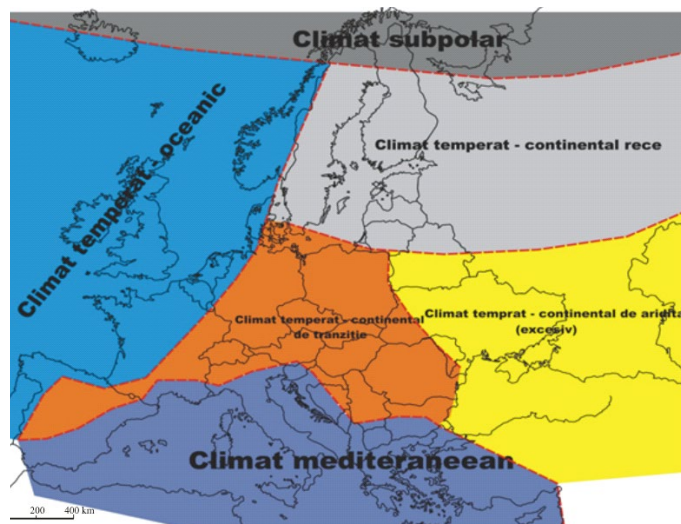 Climat subpolar
Climat temperat - oceanic
Climat temperat - continental rece
Climat temperat - continental
de tranziție
Climat temprat - continental de aridita
(excesiv)
Climat mediteraneean
200 400 km